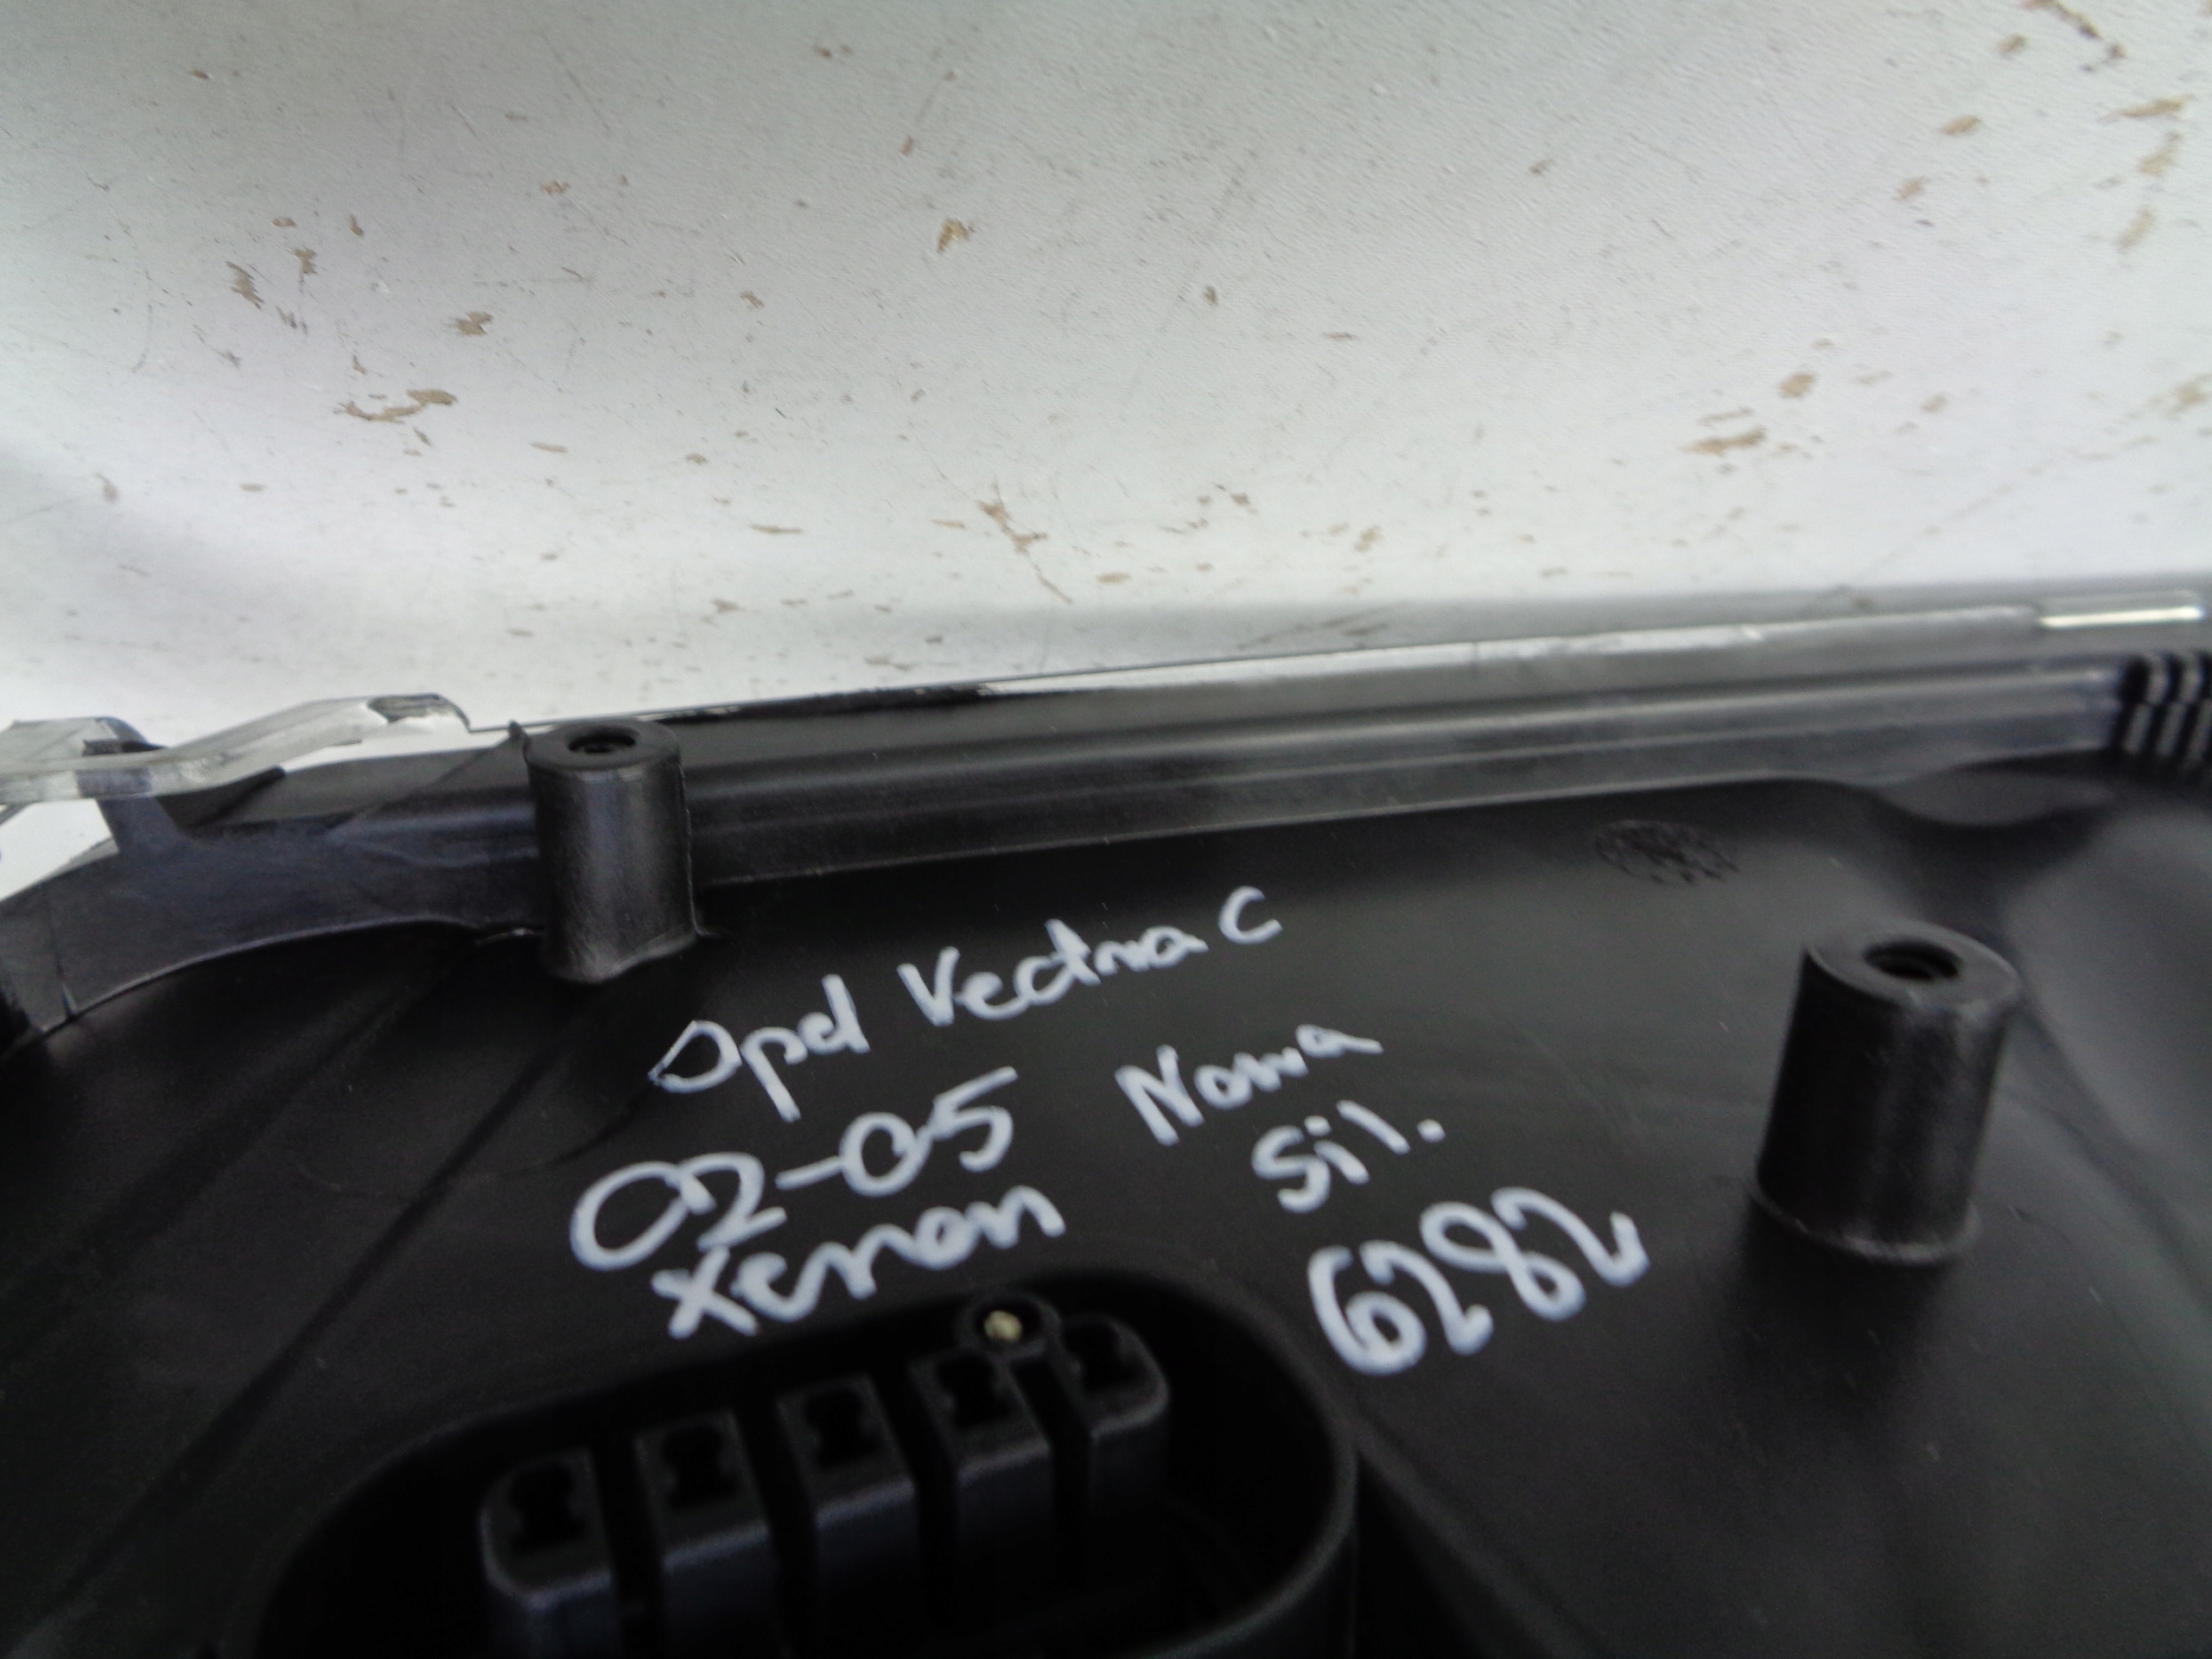 Opel Vectra C
02-05 Nowa
Sil.
xenon
6282